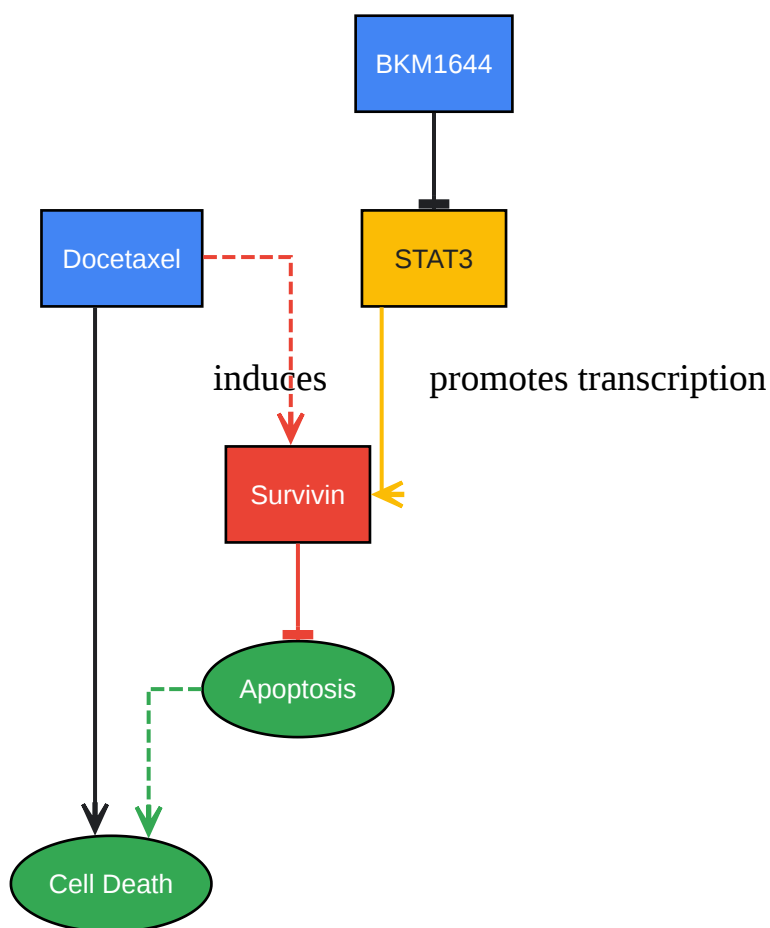 BKM1644
Docetaxel
STAT3
induces
promotes transcription
Survivin
Apoptosis
Cell Death